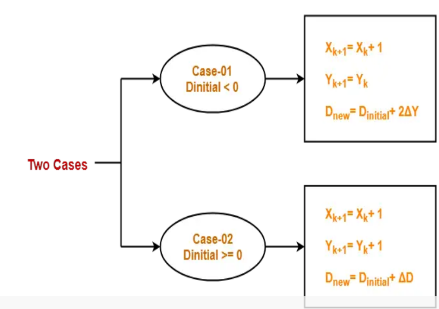 Two Cases
Case-01
Dinitial < 0
Xk+1= Xk+ 1
Yk+1= Yk
Dnew= Dinitial+ 2ΔY
Case-02
Dinitial >= 0
Xk+1= Xk+ 1
Yk+1= Yk+ 1
Dnew= Dinitial+ ΔD